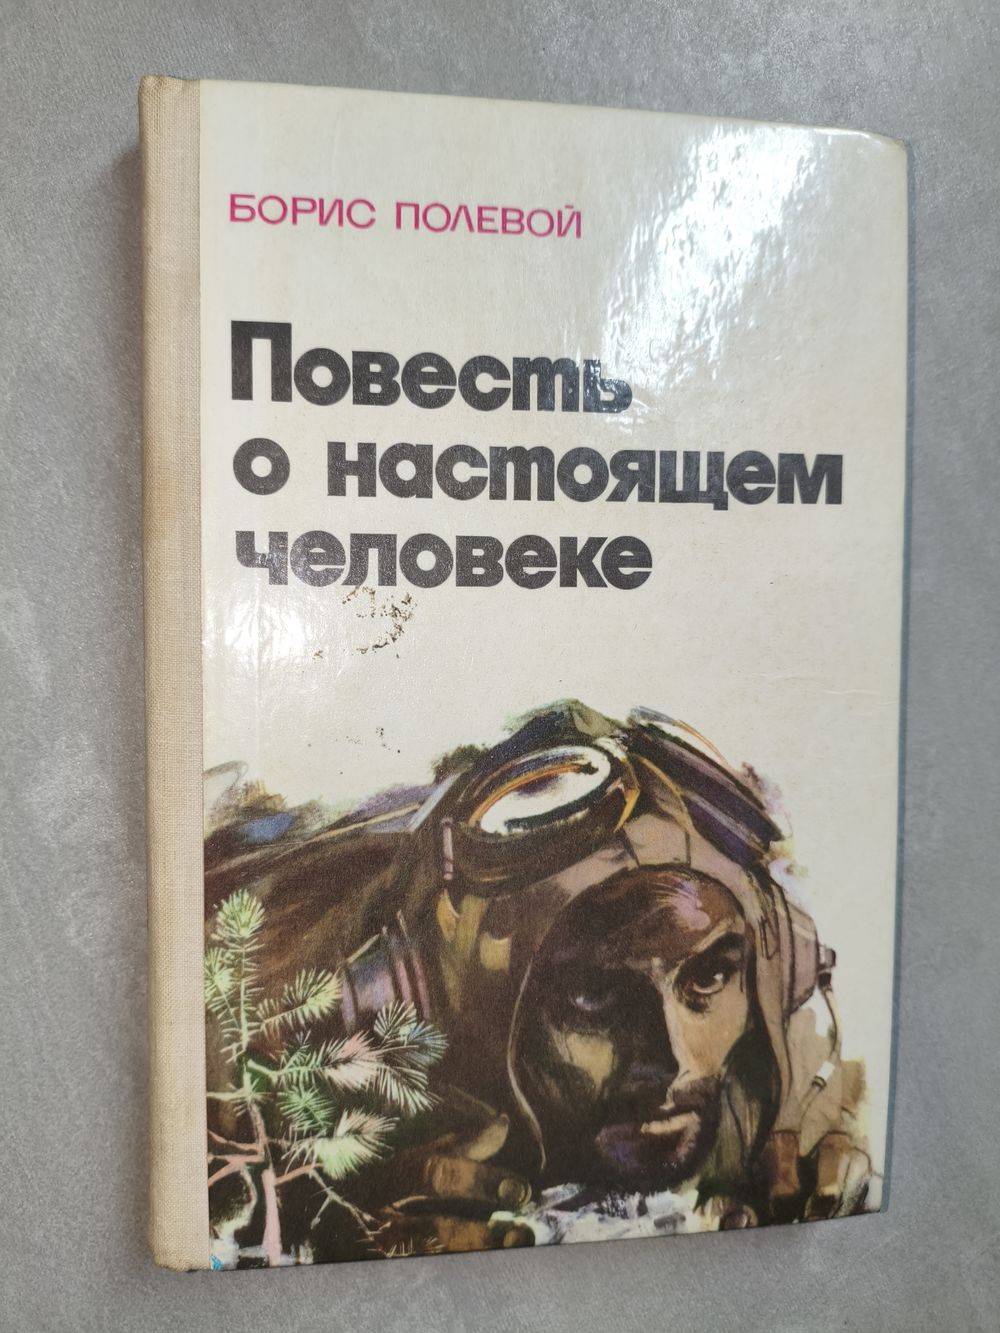 БОРИС ПОЛЕВОЙ
Повесть
о настоящем
человеке